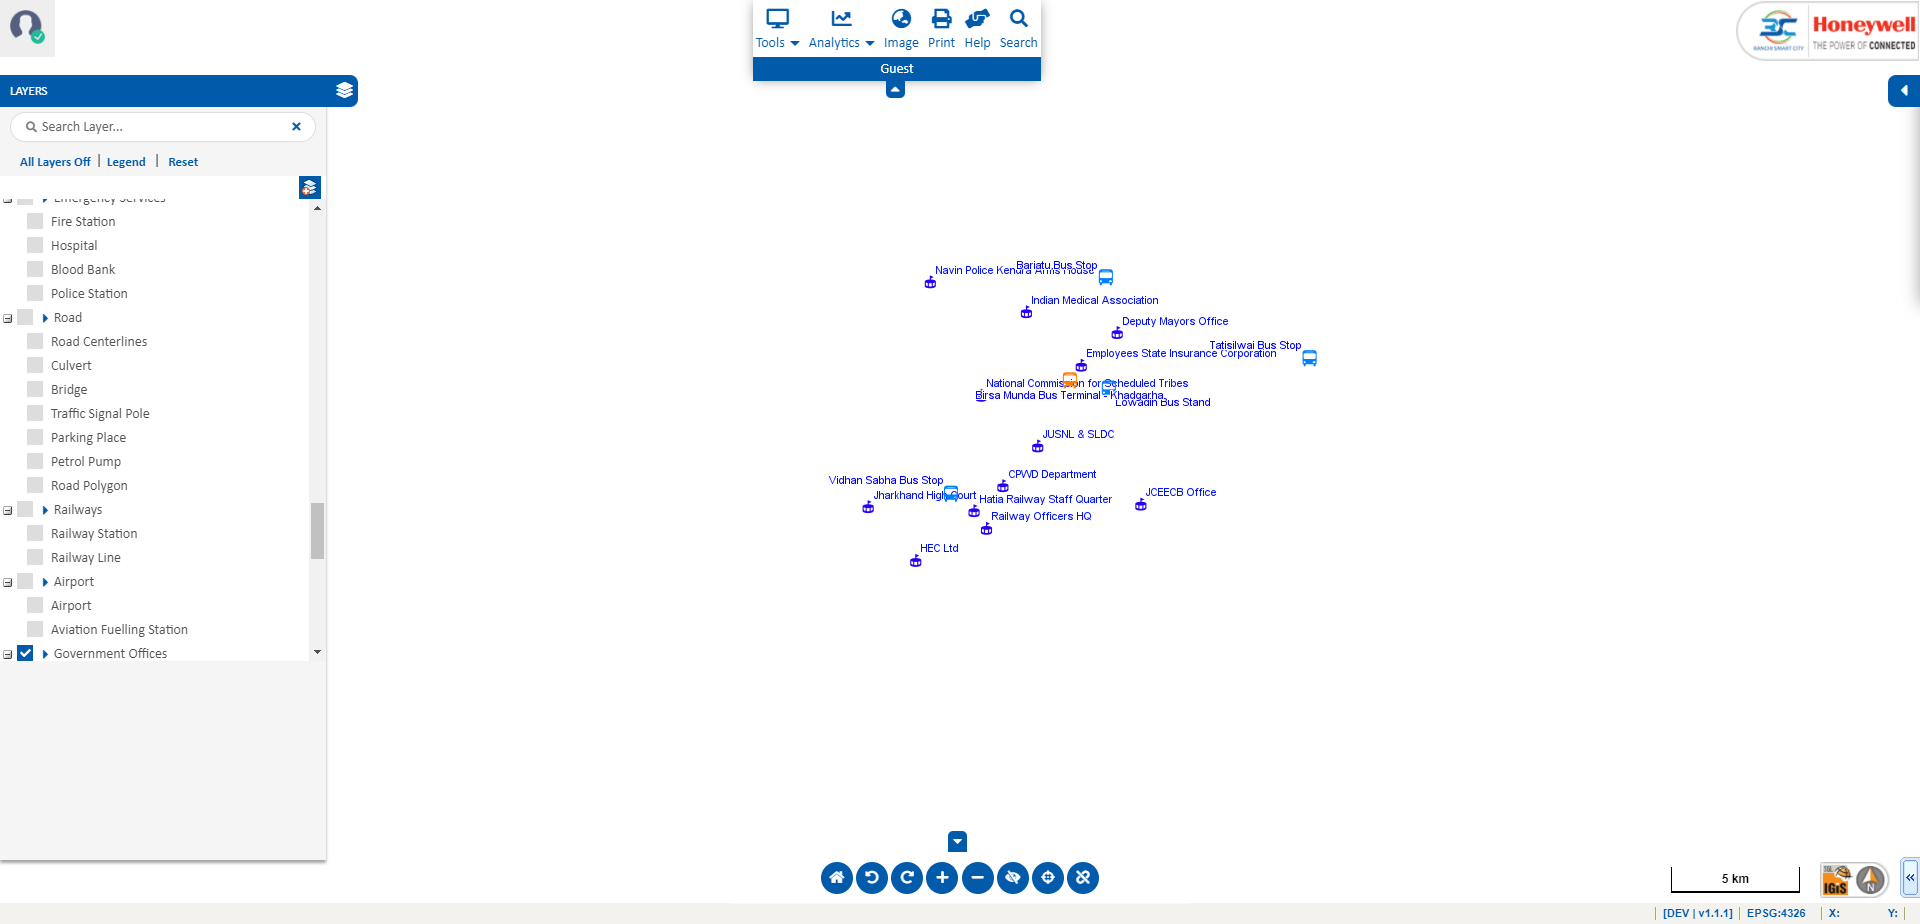 Tools
Analytics
Image
Print
Help
Search
Guest
RANCHI SMART CITY
Honeywell
THE POWER OF CONNECTED
LAYERS
Search Layer...
All Layers Off | Legend | Reset
Emergency Services
Fire Station
Hospital
Blood Bank
Police Station
Road
Road Centerlines
Culvert
Bridge
Traffic Signal Pole
Parking Place
Petrol Pump
Road Polygon
Railways
Railway Station
Railway Line
Airport
Airport
Aviation Fuelling Station
Government Offices
Bariatu Bus Stop
Navin Police Kendra Arms House
Indian Medical Association
Deputy Mayors Office
Tatisilwai Bus Stop
Employees State Insurance Corporation
National Commission for Scheduled Tribes
Birsa Munda Bus Terminal - Khadgarha
Lowadih Bus Stand
JUSNL & SLDC
CPWD Department
Vidhan Sabha Bus Stop
Jharkhand High Court
Hatia Railway Staff Quarter
JCEECB Office
Railway Officers HQ
HEC Ltd
5 km
IGiS
N
[DEV | v1.1.1]
EPSG:4326
X:
Y: